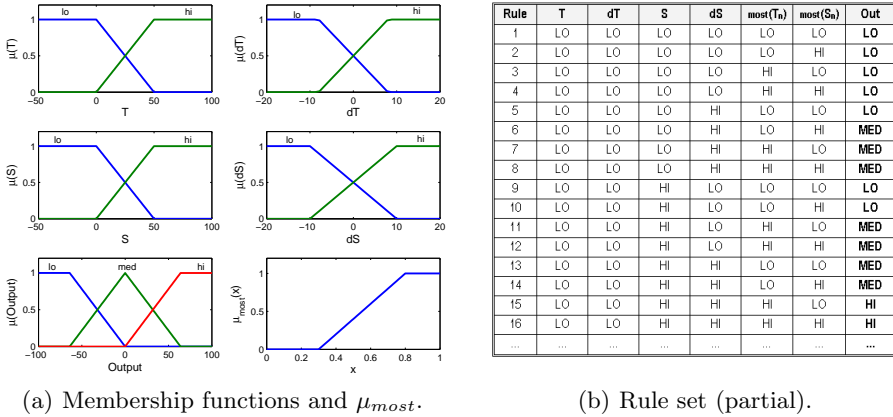 lo hi
μ(T)
1
0.5
0
−50 0 50 100
T
lo hi
μ(dT)
1
0.5
0
−20 −10 0 10 20
dT
lo hi
μ(S)
1
0.5
0
−50 0 50 100
S
lo hi
μ(dS)
1
0.5
0
−20 −10 0 10 20
dS
lo med hi
μ(Output)
1
0.5
0
−100 −50 0 50 100
Output
μmost(x)
1
0.5
0
0 0.2 0.4 0.6 0.8 1
x
Rule T dT S dS most(Tn) most(Sn) Out
1 LO LO LO LO LO LO LO
2 LO LO LO LO LO HI LO
3 LO LO LO LO HI LO LO
4 LO LO LO LO HI HI LO
5 LO LO LO HI LO LO LO
6 LO LO LO HI LO HI MED
7 LO LO LO HI HI LO MED
8 LO LO LO HI HI HI MED
9 LO LO HI LO LO LO LO
10 LO LO HI LO LO HI LO
11 LO LO HI LO HI LO MED
12 LO LO HI LO HI HI MED
13 LO LO HI HI LO LO MED
14 LO LO HI HI LO HI MED
15 LO LO HI HI HI LO HI
16 LO LO HI HI HI HI HI
... ... ... ... ... ... ... ...
(a) Membership functions and μmost.
(b) Rule set (partial).